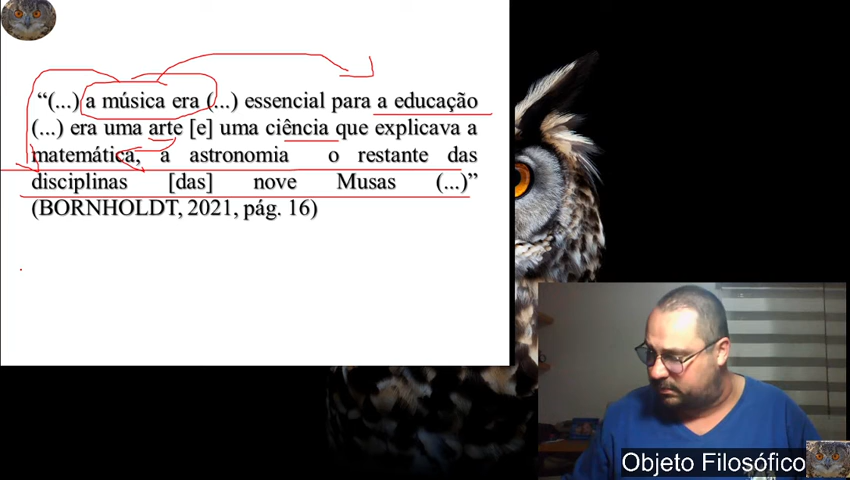 “(...) a música era (...) essencial para a educação
(...) era uma arte [e] uma ciência que explicava a
matemática, a astronomia o restante das
disciplinas [das] nove Musas (...)”
(BORNHOLDT, 2021, pág. 16)
Objeto Filosófico